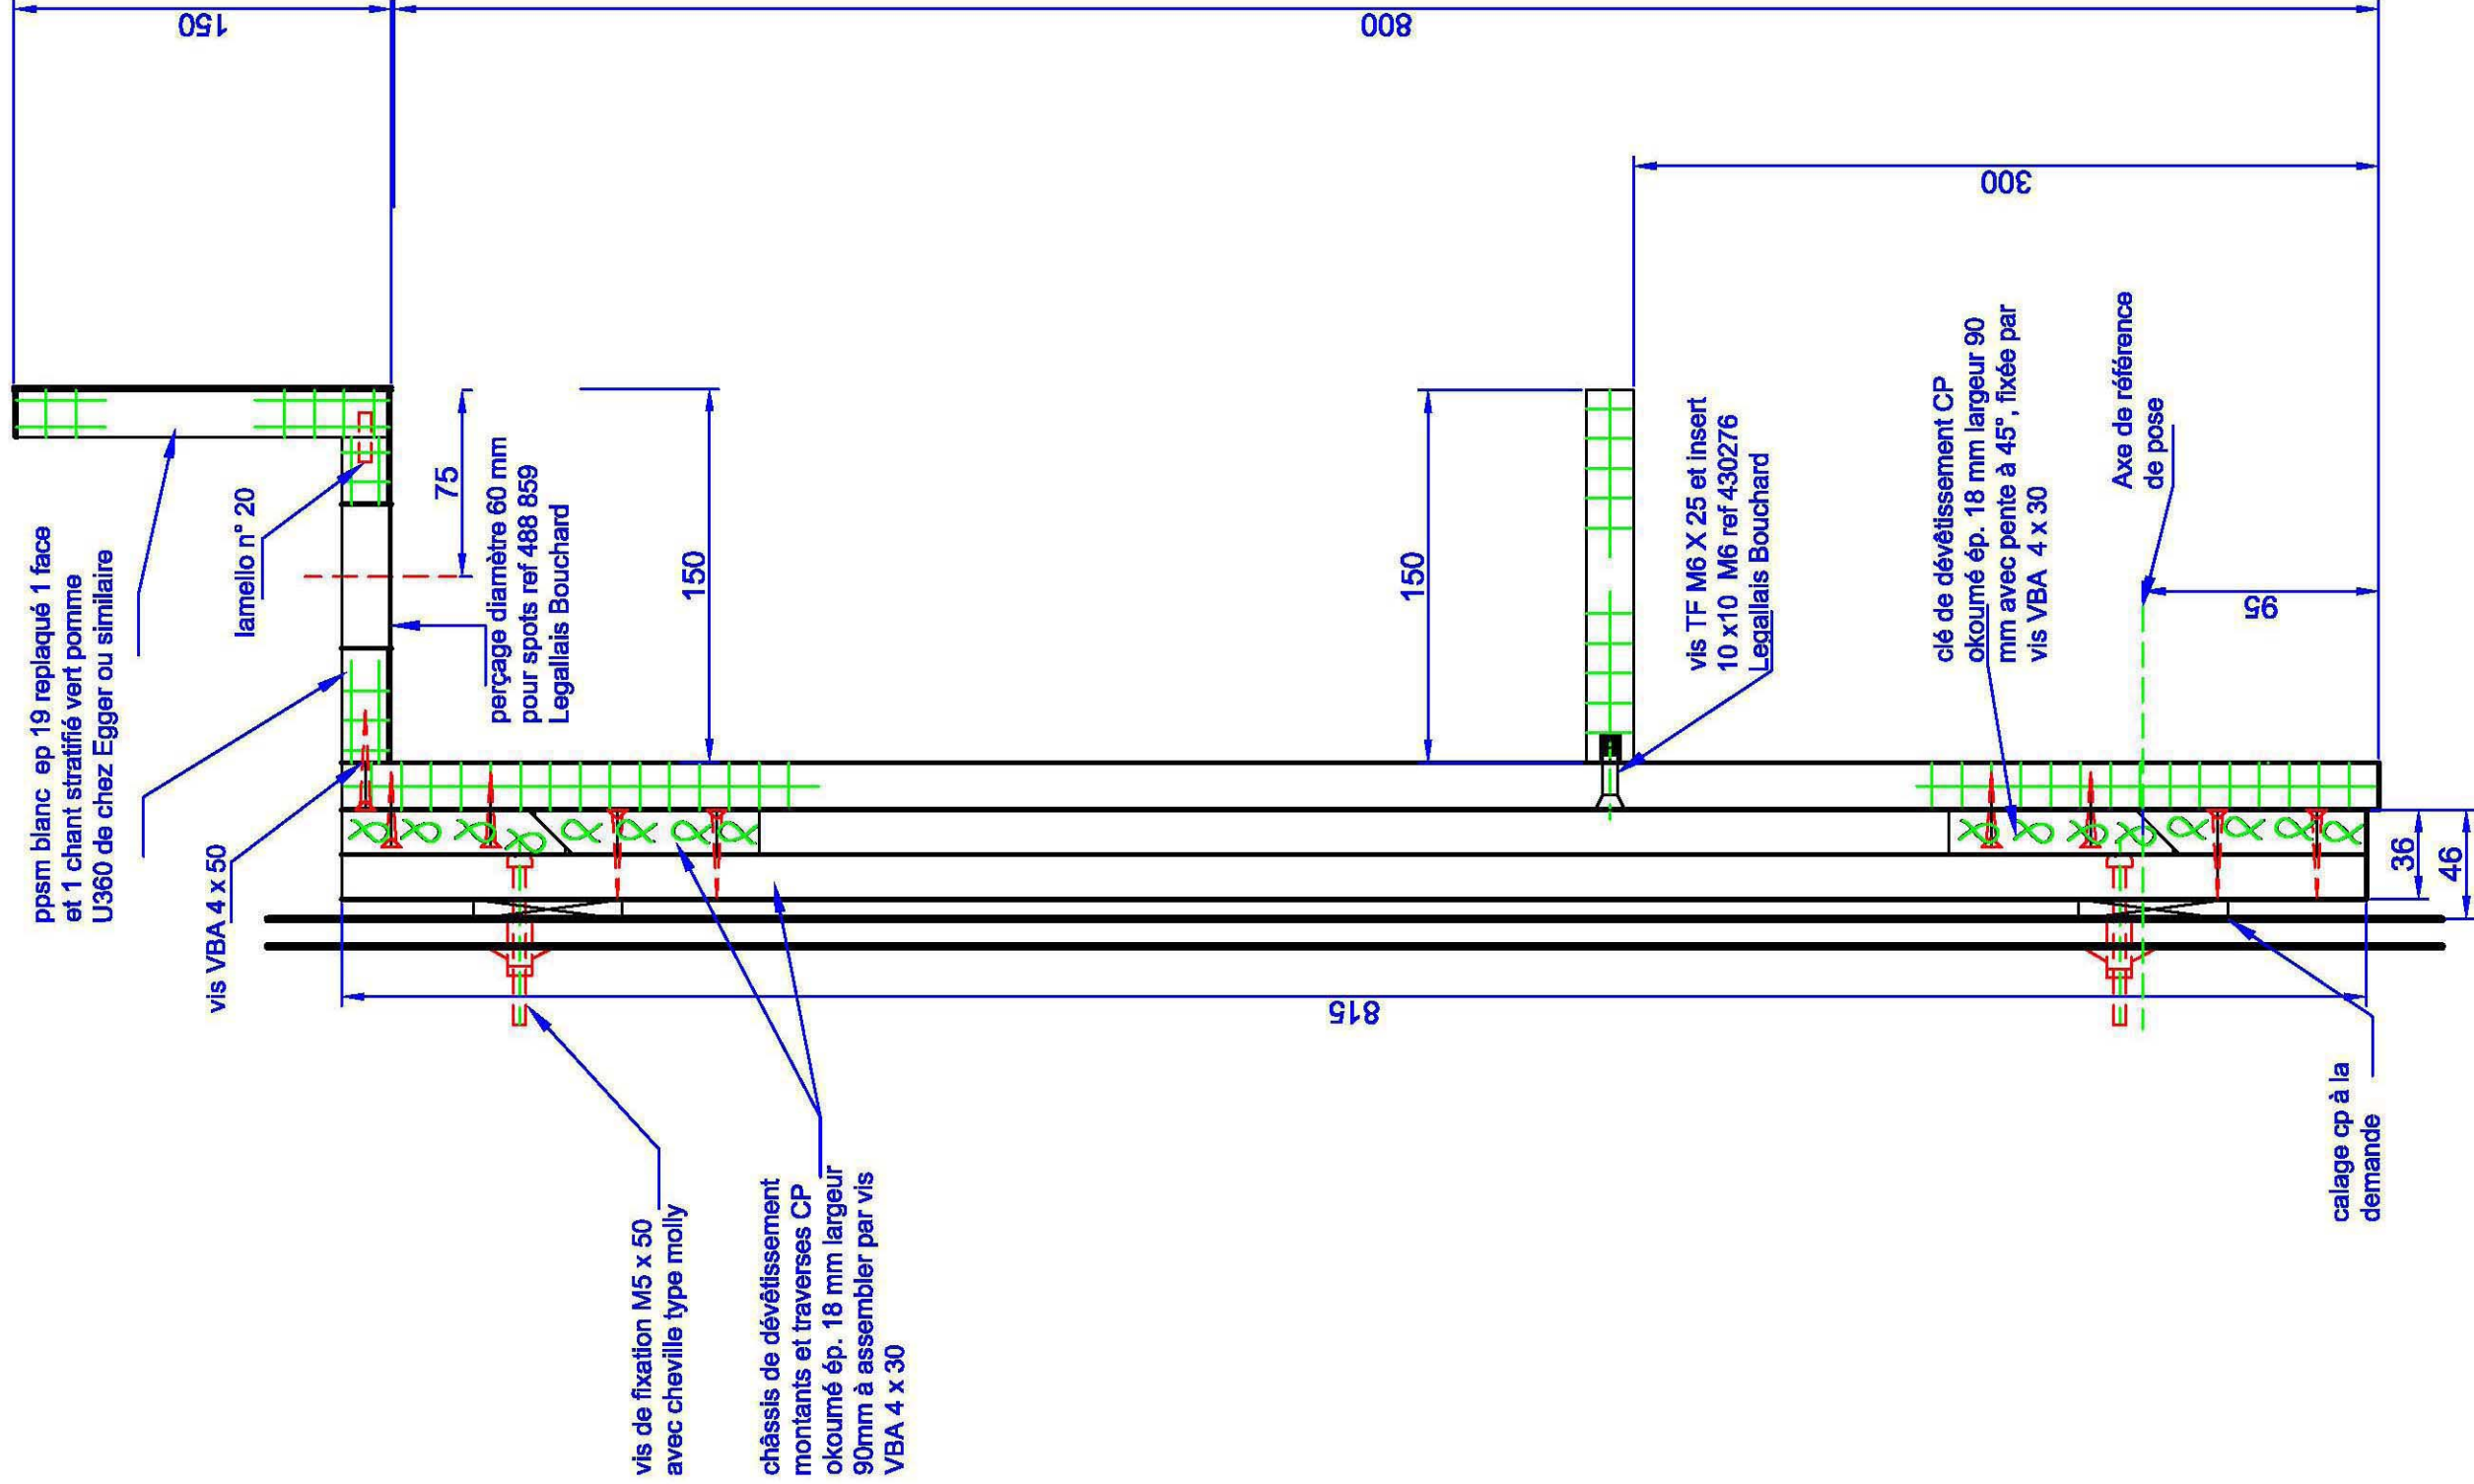 150
800
ppsm blanc ep 19 replaqué 1 face
et 1 chant stratifié vert pomme
U360 de chez Egger ou similaire
lamello n° 20
vis VBA 4 x 50
75
perçage diamètre 60 mm
pour spots ref 488 859
Legallais Bouchard
150
150
300
vis TF M6 X 25 et insert
10 x10 M6 ref 430276
Legallais Bouchard
clé de dévêtissement CP
okoumé ép. 18 mm largeur 90
mm avec pente à 45°, fixée par
vis VBA 4 x 30
Axe de référence
de pose
95
36
46
815
vis de fixation M5 x 50
avec cheville type molly
châssis de dévêtissement
montants et traverses CP
okoumé ép. 18 mm largeur
90mm à assembler par vis
VBA 4 x 30
calage cp à la
demande